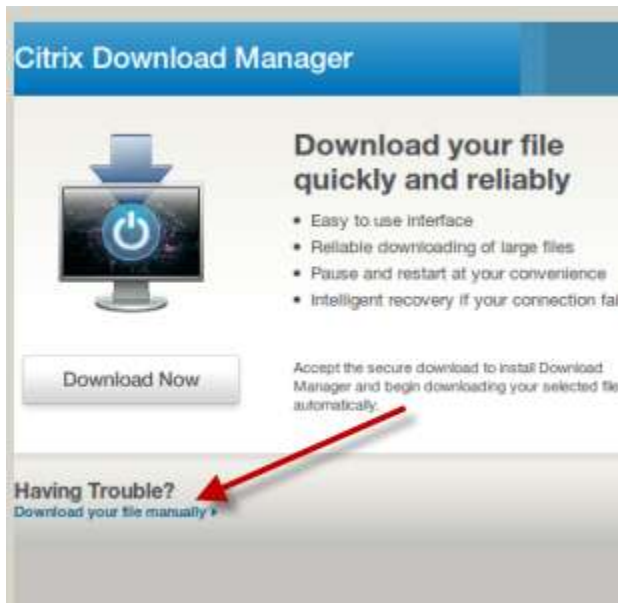 Citrix Download Manager
Download your file
quickly and reliably
• Easy to use interface
• Reliable downloading of large files
• Pause and restart at your convenience
• Intelligent recovery if your connection fai
Download Now
Accept the secure download to install Download
Manager and begin downloading your selected file
automatically.
Having Trouble?
Download your file manually